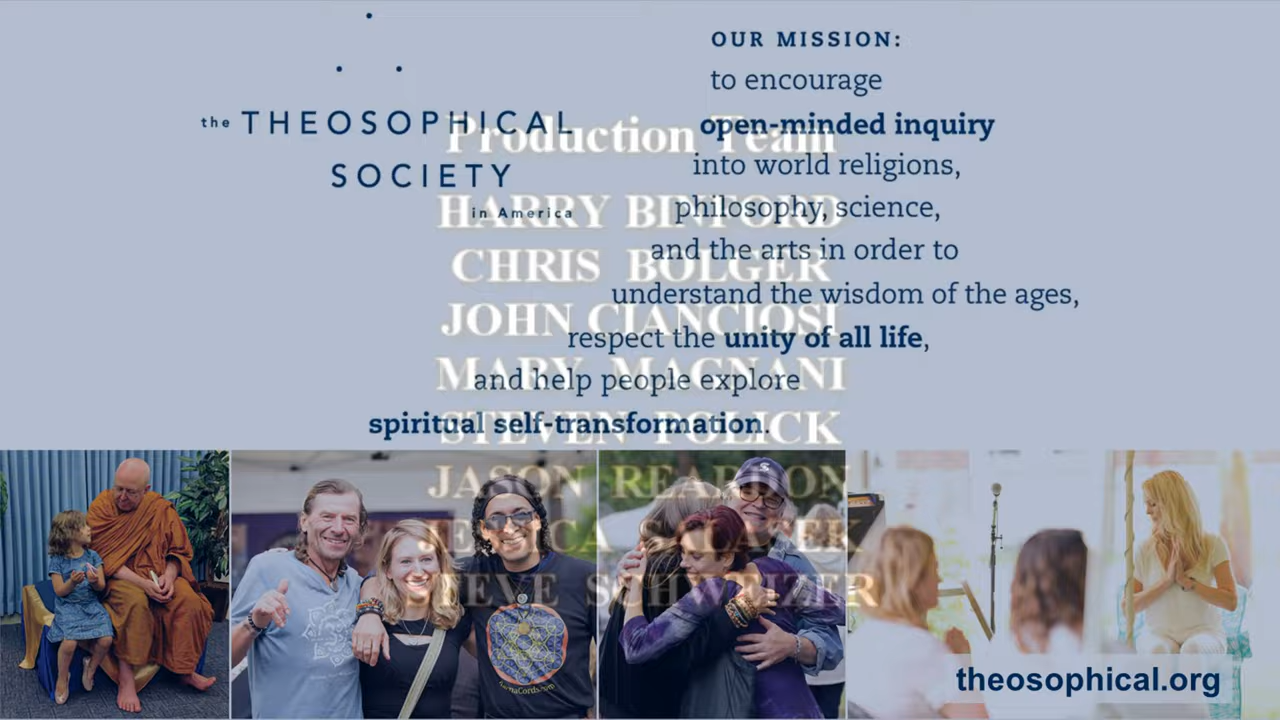 the THEOSOPHICAL
SOCIETY
in America
OUR MISSION:
to encourage
open-minded inquiry
into world religions,
philosophy, science,
and the arts in order to
understand the wisdom of the ages,
respect the unity of all life,
and help people explore
spiritual self-transformation.
Production Team
HARRY BINFORD
CHRIS BOLGER
JOHN CIANCIOSI
MARY MAGNANI
STEVEN POLICK
JASON REARDON
STEVE SCHWEIZER
theosophical.org